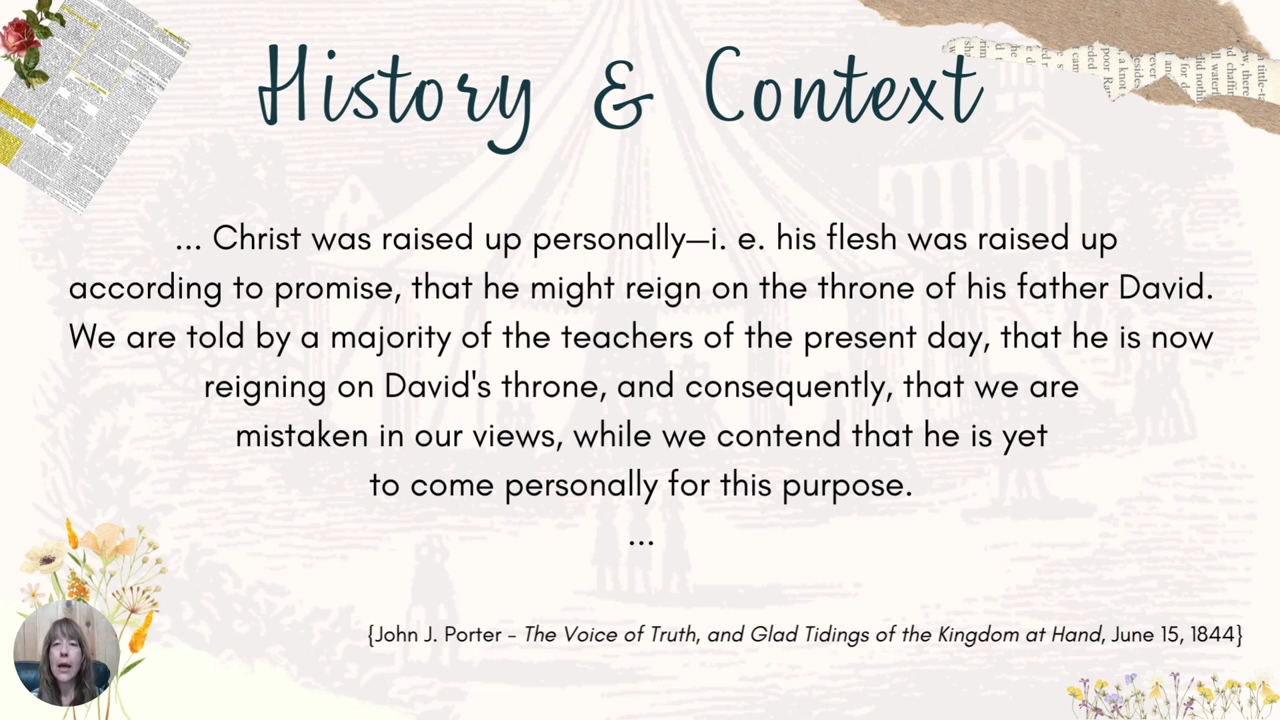 History & Context
... Christ was raised up personally—i. e. his flesh was raised up
according to promise, that he might reign on the throne of his father David.
We are told by a majority of the teachers of the present day, that he is now
reigning on David's throne, and consequently, that we are
mistaken in our views, while we contend that he is yet
to come personally for this purpose.
...
{John J. Porter - The Voice of Truth, and Glad Tidings of the Kingdom at Hand, June 15, 1844}